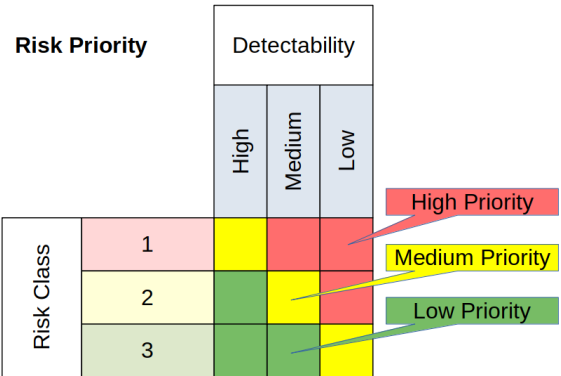 Risk Priority
Detectability
High
Medium
Low
High Priority
Risk Class
1
Medium Priority
2
Low Priority
3